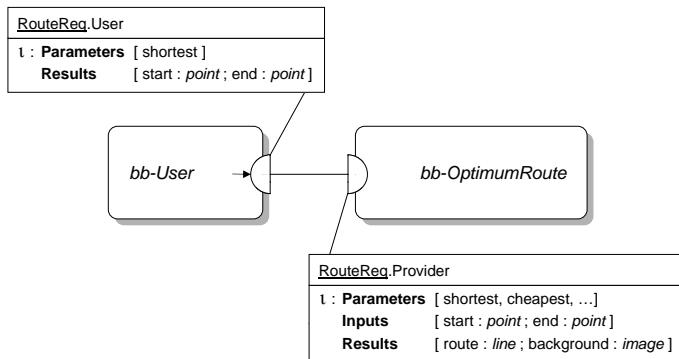 RouteReq.User
ι : Parameters [ shortest ]
Results [ start : point ; end : point ]
bb-User
bb-OptimumRoute
RouteReq.Provider
ι : Parameters [ shortest, cheapest, …]
Inputs [ start : point ; end : point ]
Results [ route : line ; background : image ]